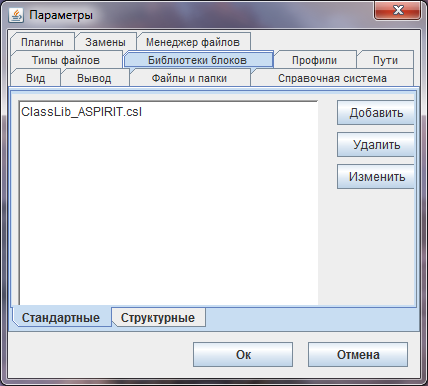 Параметры
Плагины Замены Менеджер файлов
Типы файлов Библиотеки блоков Профили Пути
Вид Вывод Файлы и папки Справочная система
ClassLib_ASPIRIT.csl
Добавить
Удалить
Изменить
Стандартные Структурные
Ок Отмена